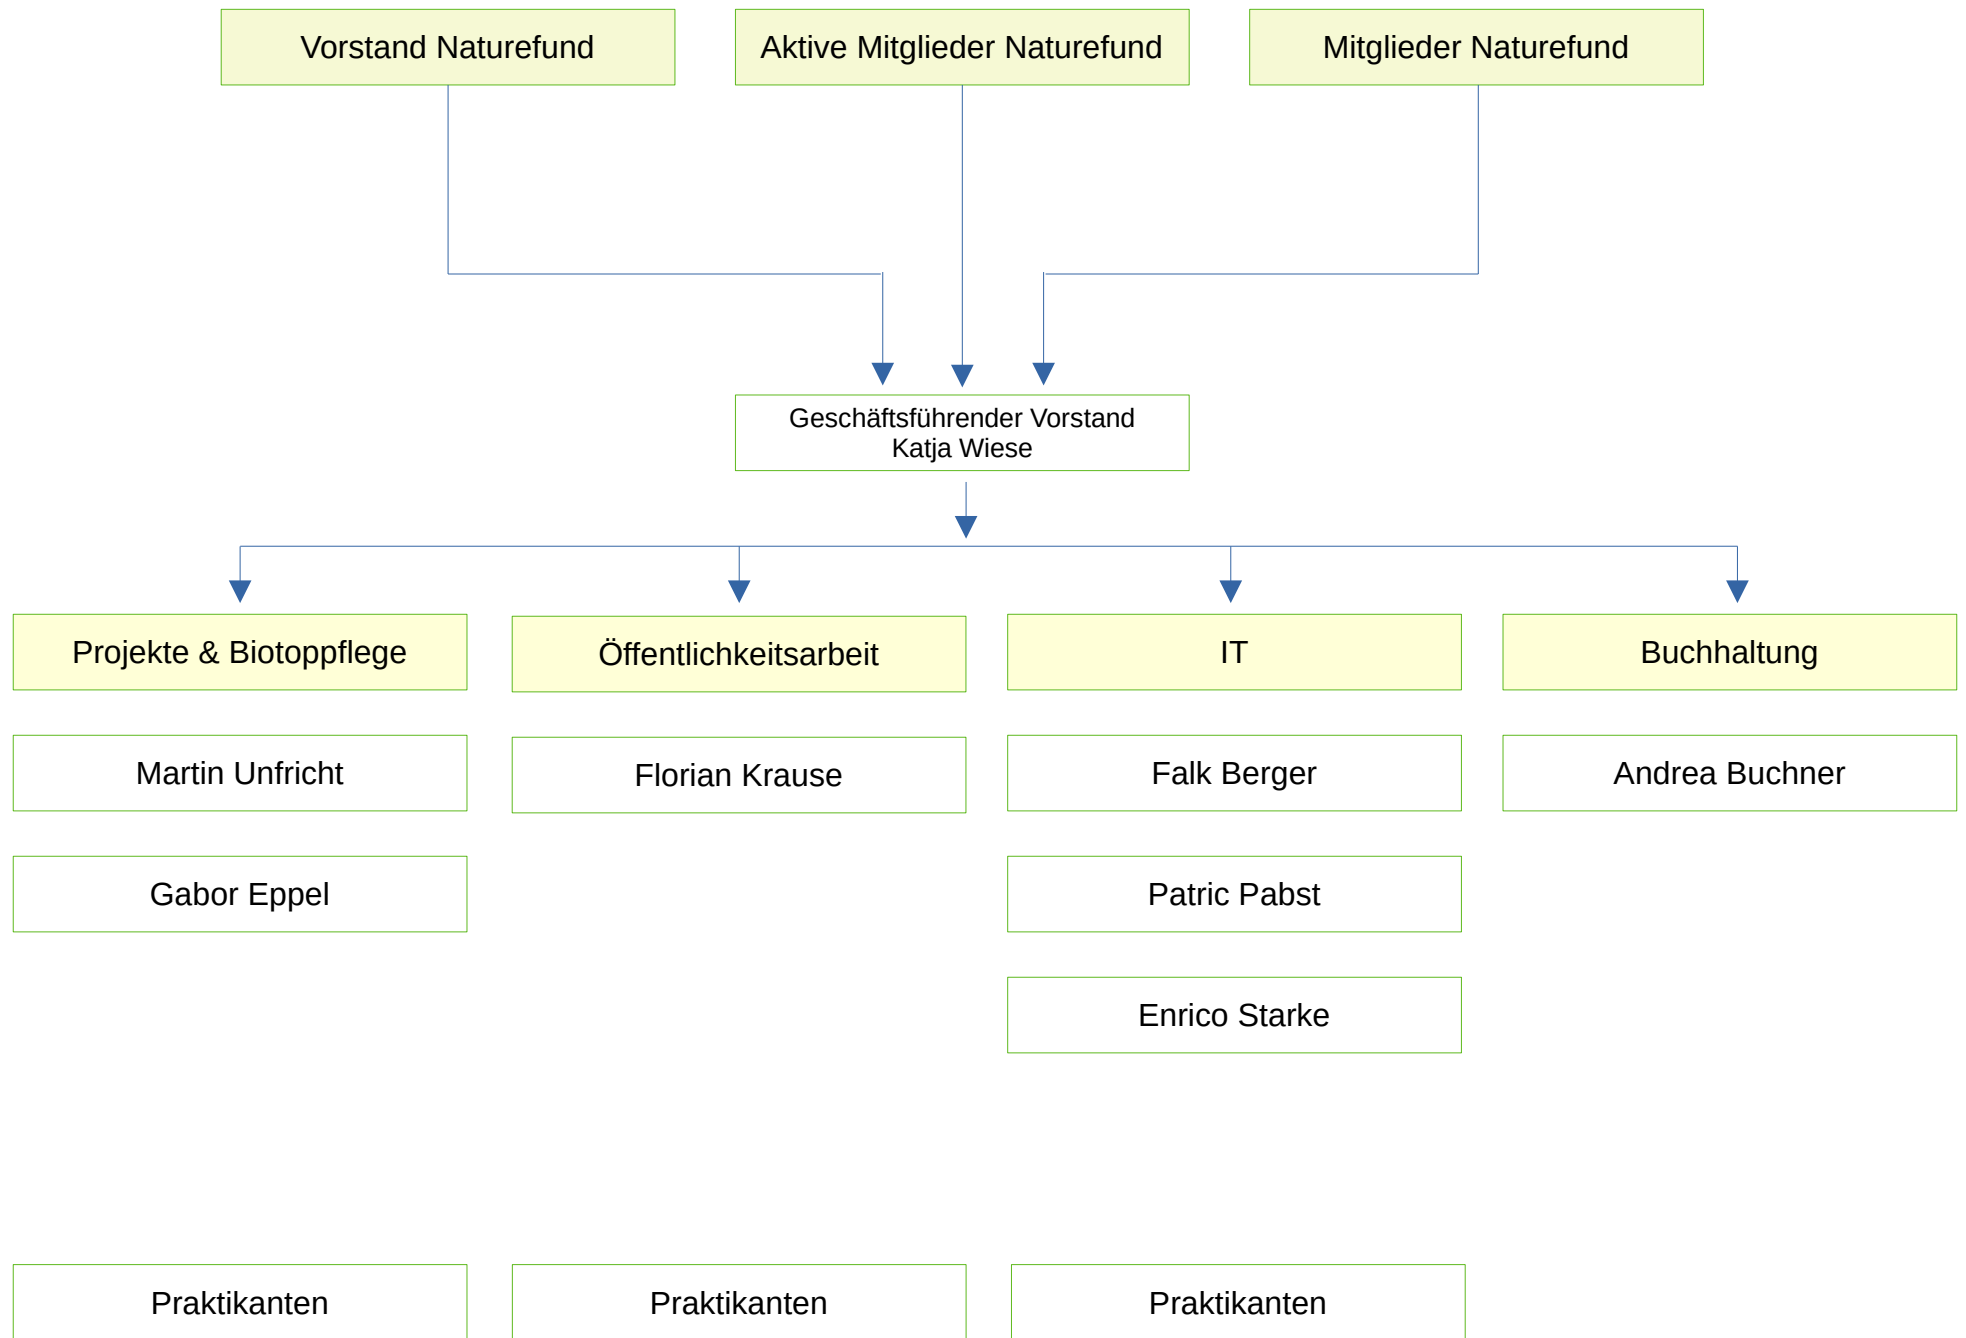 Vorstand Naturefund
Aktive Mitglieder Naturefund
Mitglieder Naturefund
Geschäftsführender Vorstand
Katja Wiese
Projekte & Biotoppflege
Öffentlichkeitsarbeit
IT
Buchhaltung
Martin Unfricht
Florian Krause
Falk Berger
Andrea Buchner
Gabor Eppel
Patric Pabst
Enrico Starke
Praktikanten
Praktikanten
Praktikanten